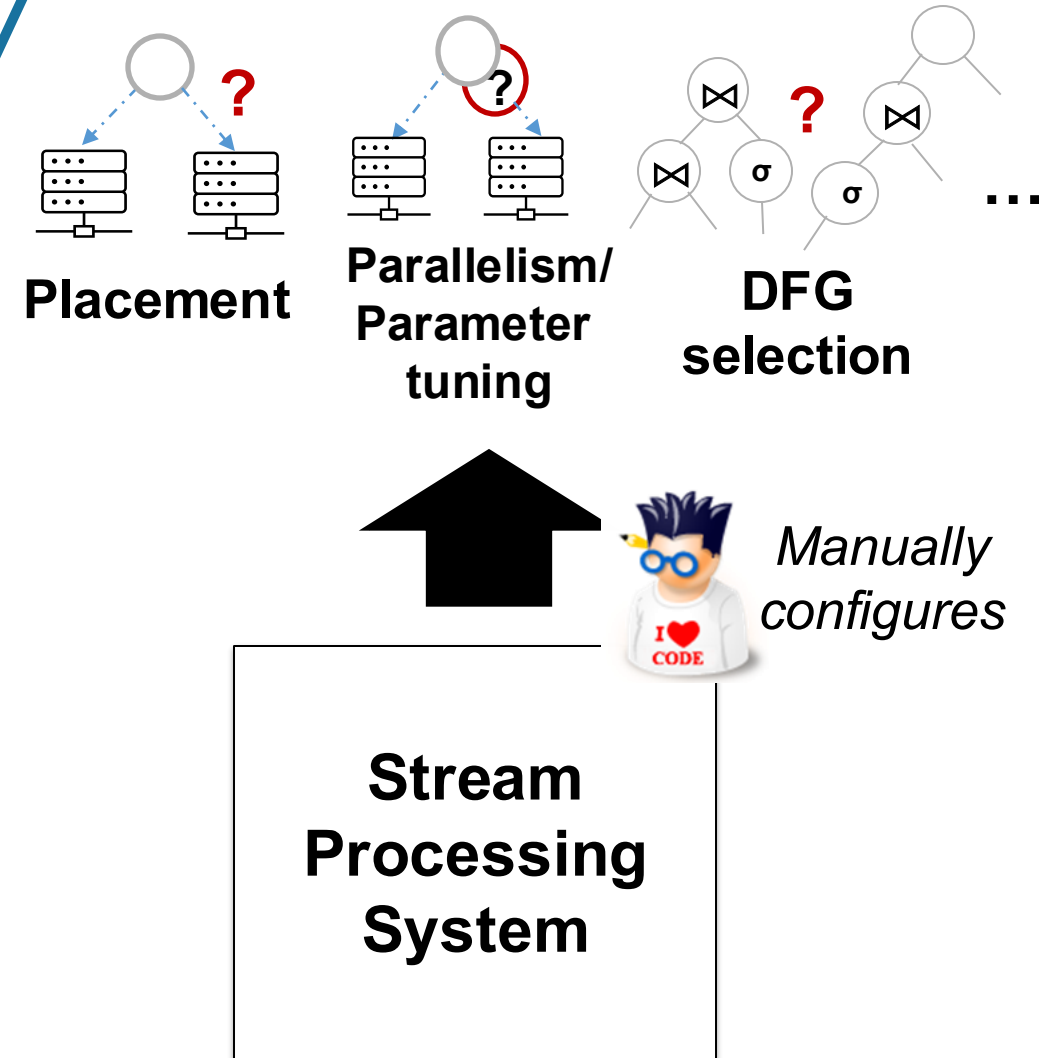 ?
?
⋈
?
⋈
⋈
σ
σ
...
Placement
Parallelism/
Parameter
tuning
DFG
selection
Manually
configures
I ❤
CODE
Stream
Processing
System